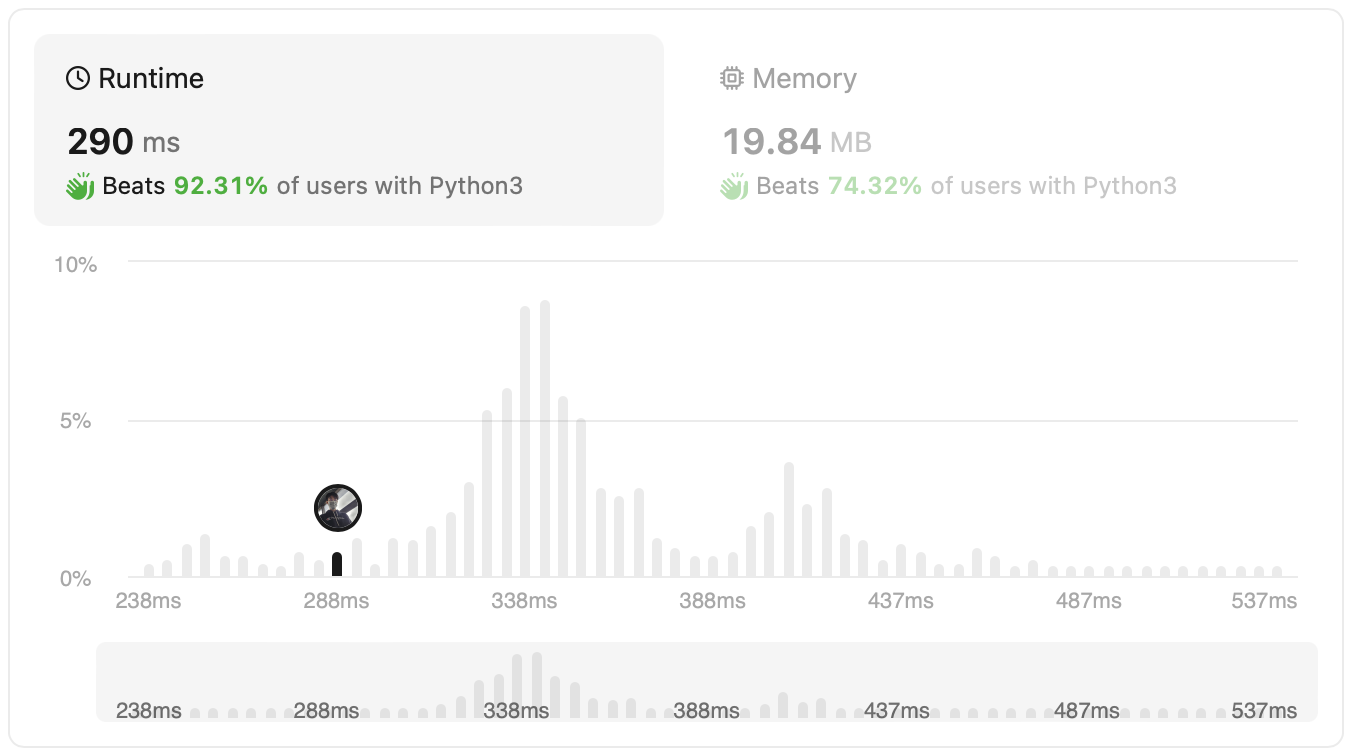 Runtime
290 ms
Beats 92.31% of users with Python3
Memory
19.84 MB
Beats 74.32% of users with Python3
10%
5%
0%
238ms 288ms 338ms 388ms 437ms 487ms 537ms
238ms 288ms 338ms 388ms 437ms 487ms 537ms